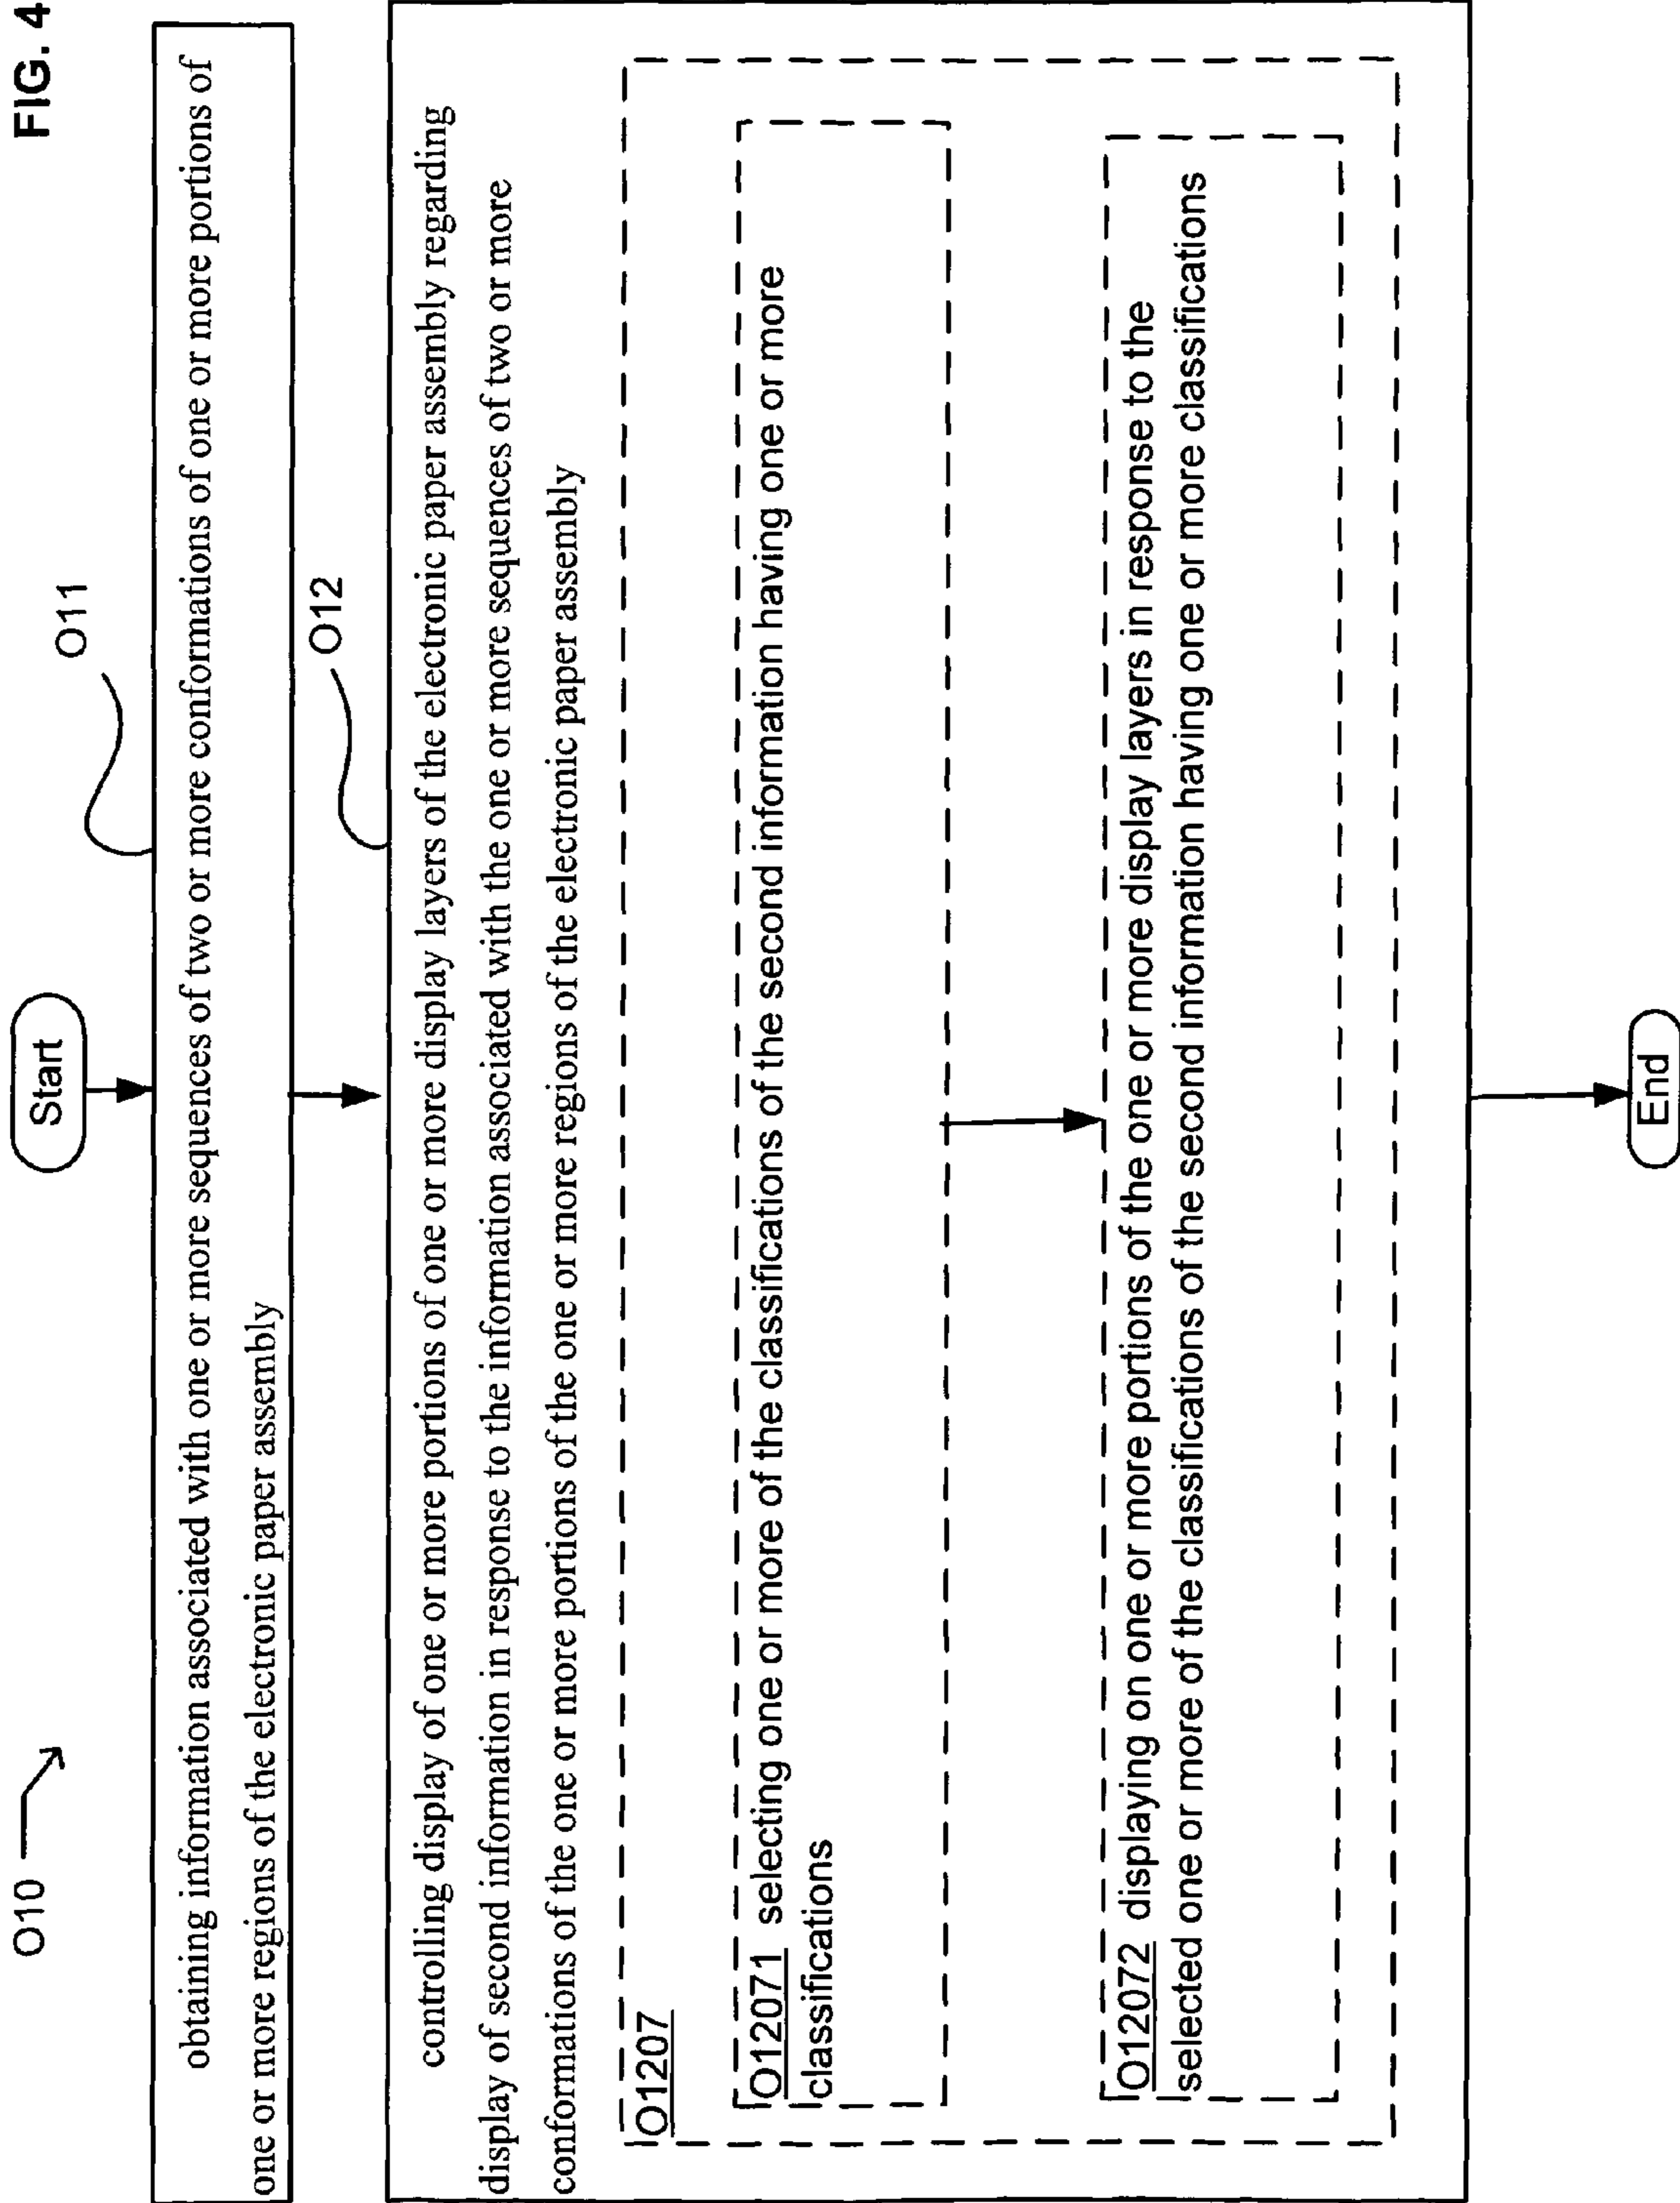 FIG. 4
O10
Start
O11
obtaining information associated with one or more sequences of two or more conformations of one or more portions of
one or more regions of the electronic paper assembly
O12
controlling display of one or more portions of one or more display layers of the electronic paper assembly regarding
display of second information in response to the information associated with the one or more sequences of two or more
conformations of the one or more portions of the one or more regions of the electronic paper assembly
O1207
O12071 selecting one or more of the classifications of the second information having one or more
classifications
O12072 displaying on one or more portions of the one or more display layers in response to the
selected one or more of the classifications of the second information having one or more classifications
End